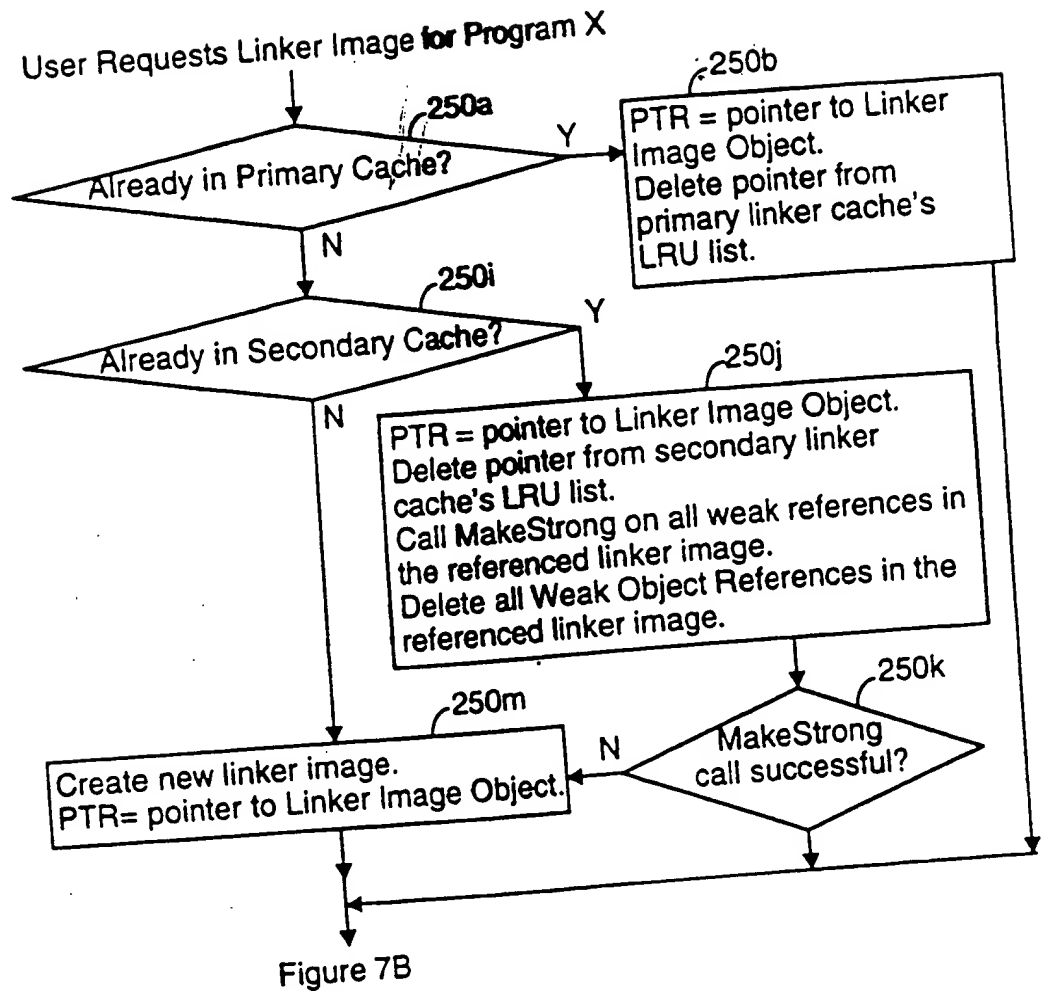 User Requests Linker Image for Program X
250a
Already in Primary Cache?
Y
250b
PTR = pointer to Linker
Image Object.
Delete pointer from
primary linker cache's
LRU list.
N
250i
Already in Secondary Cache?
Y
N
250j
PTR = pointer to Linker Image Object.
Delete pointer from secondary linker
cache's LRU list.
Call MakeStrong on all weak references in
the referenced linker image.
Delete all Weak Object References in the
referenced linker image.
250k
MakeStrong
call successful?
N
250m
Create new linker image.
PTR= pointer to Linker Image Object.
Figure 7B